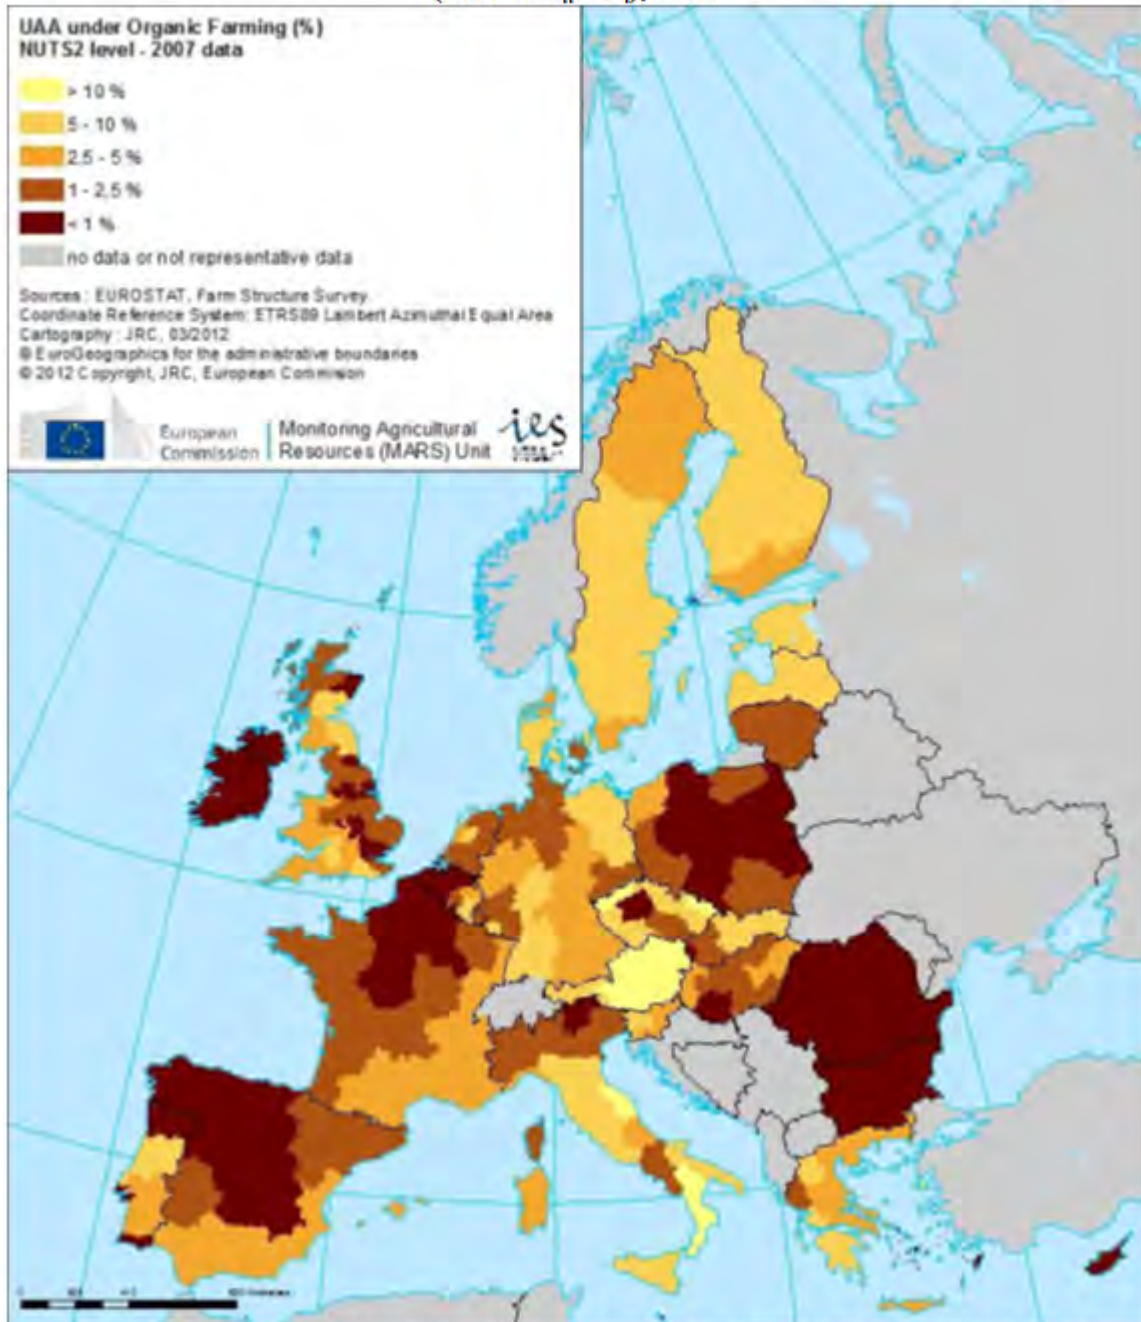 UAA under Organic Farming (%)
NUTS2 level - 2007 data
> 10 %
5 - 10 %
2.5 - 5 %
1 - 2,5 %
< 1 %
no data or not representative data
Sources : EUROSTAT, Farm Structure Survey
Coordinate Reference System: ETRS89 Lambert Azimuthal Equal Area
Cartography : JRC, 03/2012
© EuroGeographics for the administrative boundaries
© 2012 Copyright, JRC, European Commission
European
Commission
Monitoring Agricultural
Resources (MARS) Unit
ies